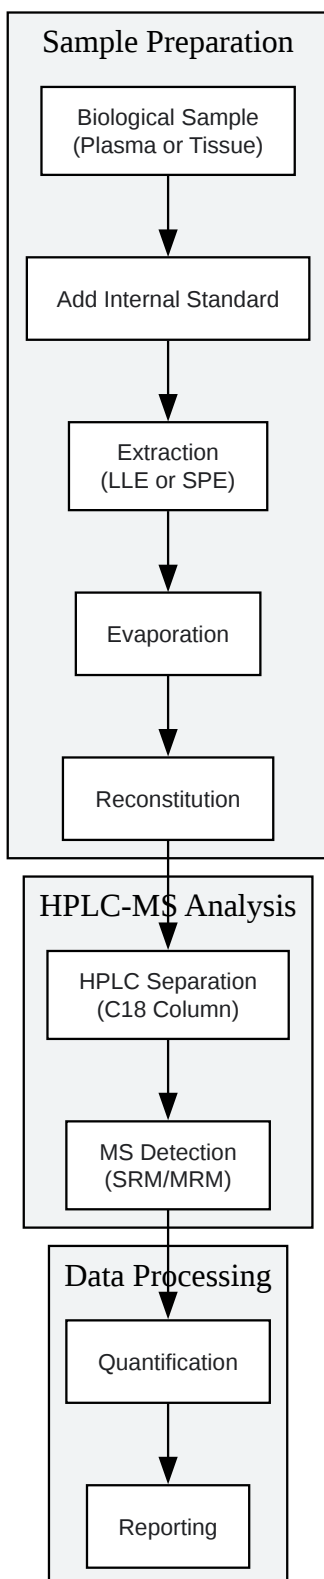 Sample Preparation
Biological Sample
(Plasma or Tissue)
Add Internal Standard
Extraction
(LLE or SPE)
Evaporation
Reconstitution
HPLC-MS Analysis
HPLC Separation
(C18 Column)
MS Detection
(SRM/MRM)
Data Processing
Quantification
Reporting